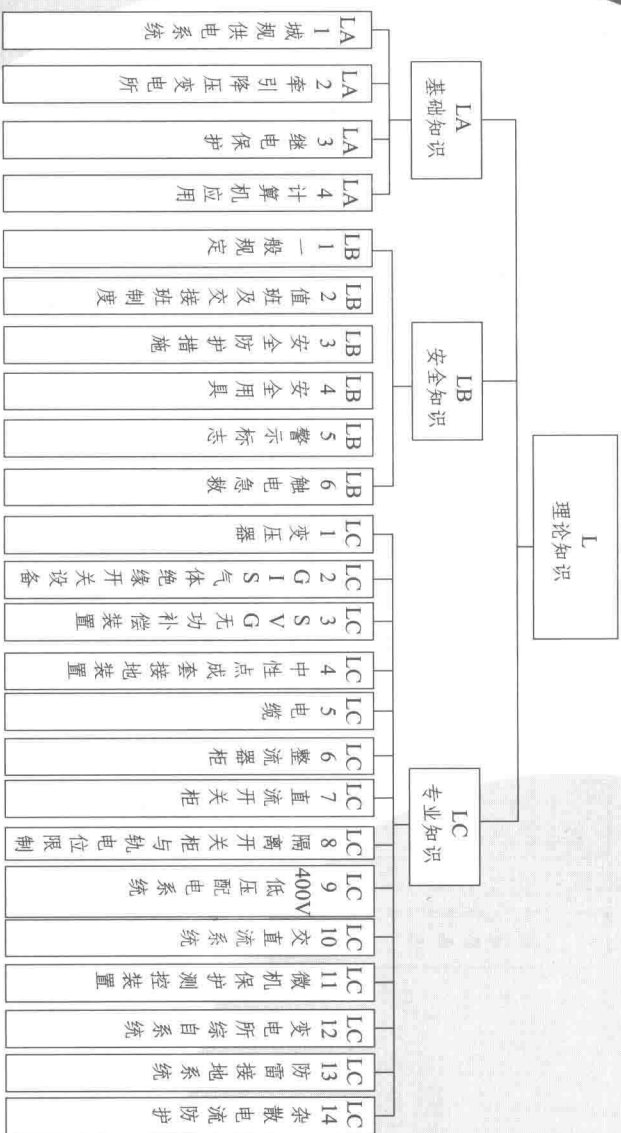 L
理论知识
LA
基础知识
LA
1
城规供电系统
LA
2
牵引降压变电所
LA
3
继电保护
LA
4
计算机应用
LB
安全知识
LB
1
一般规定
LB
2
值班及交接班制度
LB
3
安全防护措施
LB
4
安全用具
LB
5
警示标志
LB
6
触电急救
LC
专业知识
LC
1
变压器
LC
2
GIS气体绝缘开关设备
LC
3
SVG无功补偿装置
LC
4
中性点成套接地装置
LC
5
电缆
LC
6
整流器柜
LC
7
直流开关柜
LC
8
隔离开关柜与轨电位限制
LC
9
400V低压配电系统
LC
10
交直流系统
LC
11
微机保护测控装置
LC
12
变电所综自系统
LC
13
防雷接地系统
LC
14
杂散电流防护